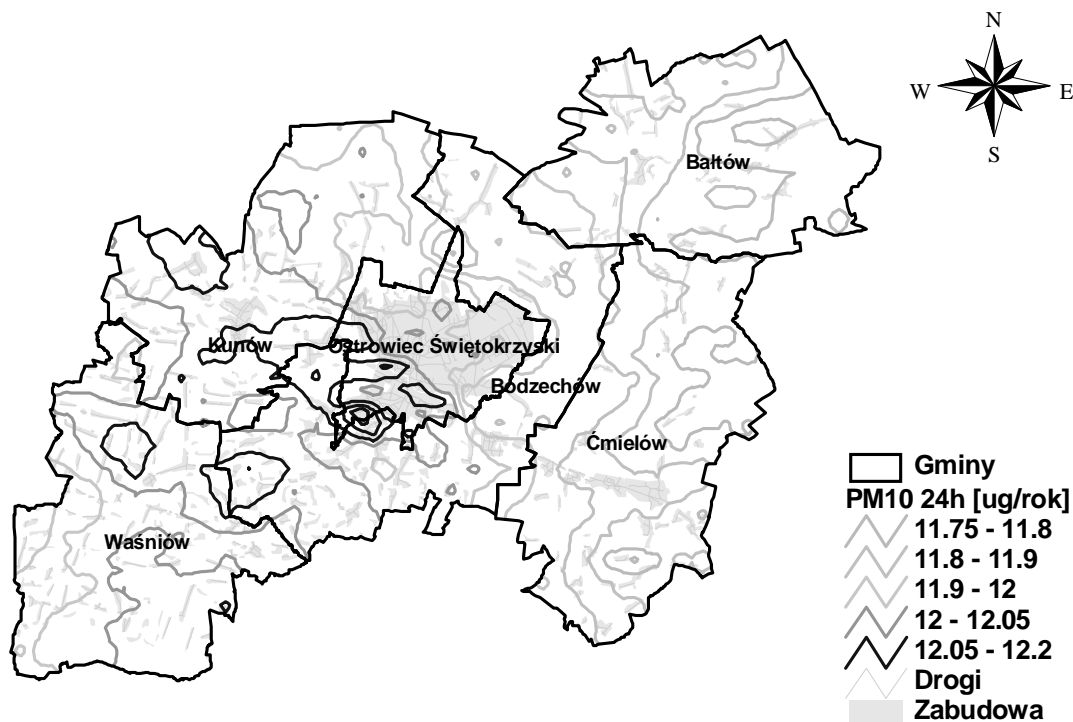 N
W
E
S
Bałtów
Kunów
Ostrowiec Świętokrzyski
Bodzechów
Ćmielów
Waśniów
Gminy
PM10 24h [ug/rok]
11.75 - 11.8
11.8 - 11.9
11.9 - 12
12 - 12.05
12.05 - 12.2
Drogi
Zabudowa